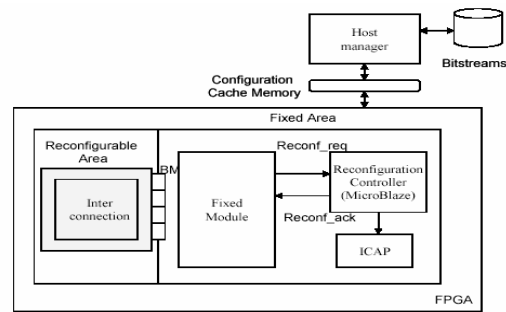 Host
manager
Bitstreams
Configuration
Cache Memory
Fixed Area
Reconfigurable
Area
BM
Reconf_req
Inter
connection
Fixed
Module
Reconfiguration
Controller
(MicroBlaze)
Reconf_ack
ICAP
FPGA